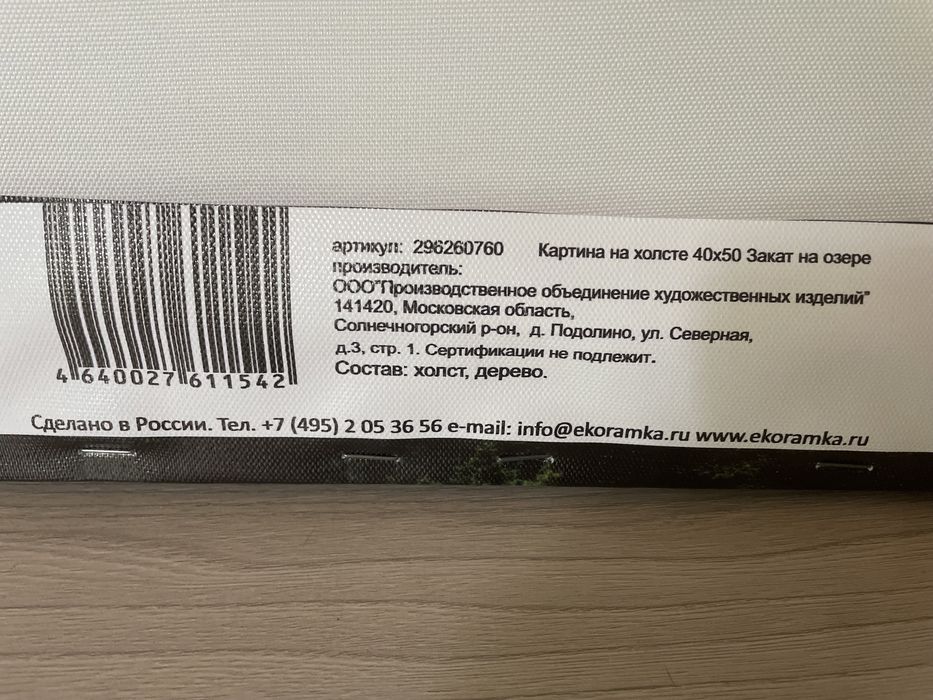 артикул: 296260760 Картина на холсте 40x50 Закат на озере
производитель:
ООО"Производственное объединение художественных изделий"
141420, Московская область,
Солнечногорский р-он, д. Подолино, ул. Северная,
д.3, стр. 1. Сертификации не подлежит.
Состав: холст, дерево.
4 640027 611542
Сделано в России. Тел. +7 (495) 2 05 36 56 e-mail: info@ekoramka.ru www.ekoramka.ru